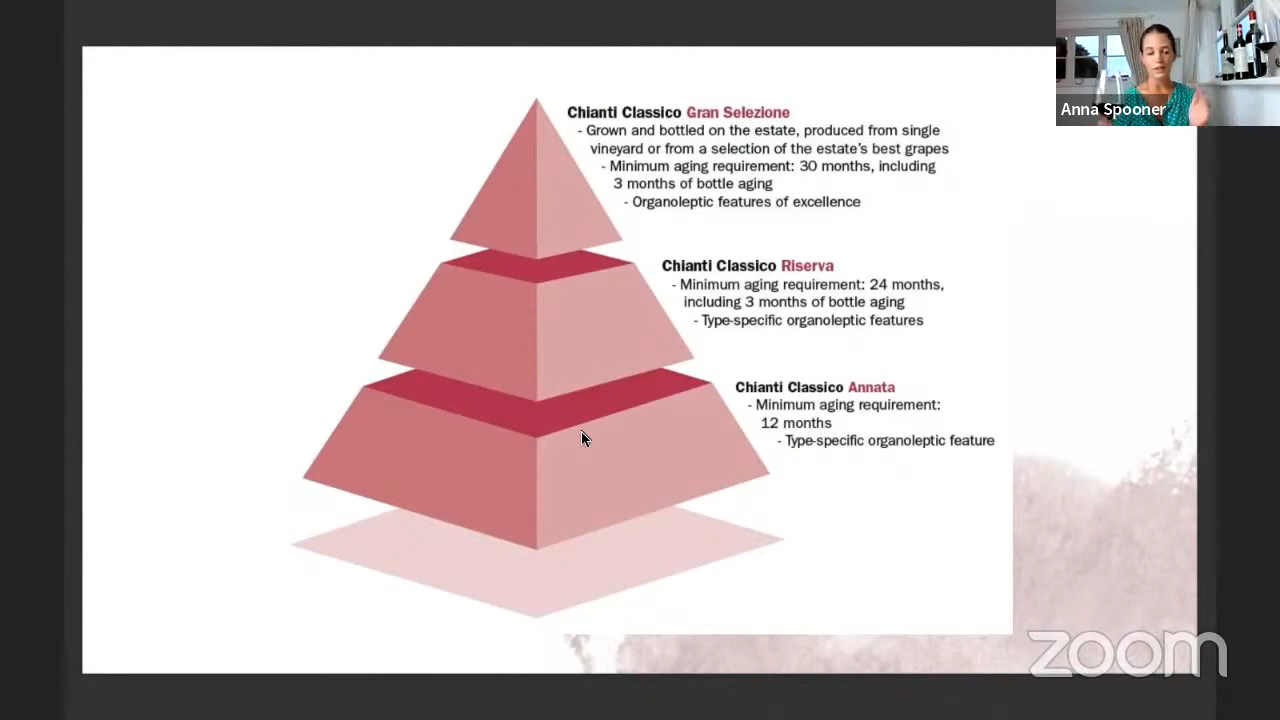 Anna Spooner
Chianti Classico Gran Selezione
- Grown and bottled on the estate, produced from single
vineyard or from a selection of the estate's best grapes
- Minimum aging requirement: 30 months, including
3 months of bottle aging
- Organoleptic features of excellence
Chianti Classico Riserva
- Minimum aging requirement: 24 months,
including 3 months of bottle aging
- Type-specific organoleptic features
Chianti Classico Annata
- Minimum aging requirement:
12 months
- Type-specific organoleptic feature
zoom